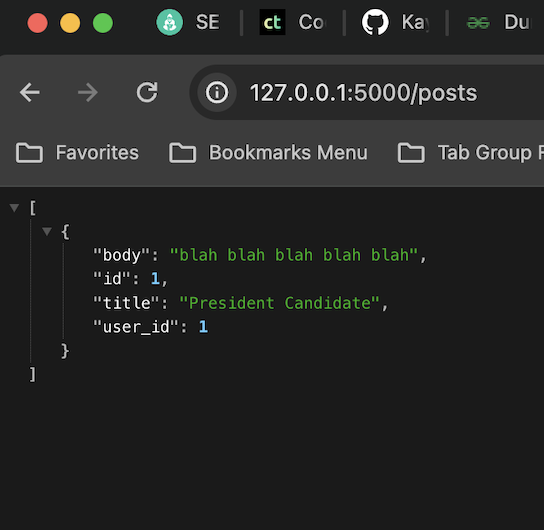 SE
ct
Co
Ka
Du
127.0.0.1:5000/posts
Favorites
Bookmarks Menu
Tab Group F
[
{
"body": "blah blah blah blah blah",
"id": 1,
"title": "President Candidate",
"user_id": 1
}
]